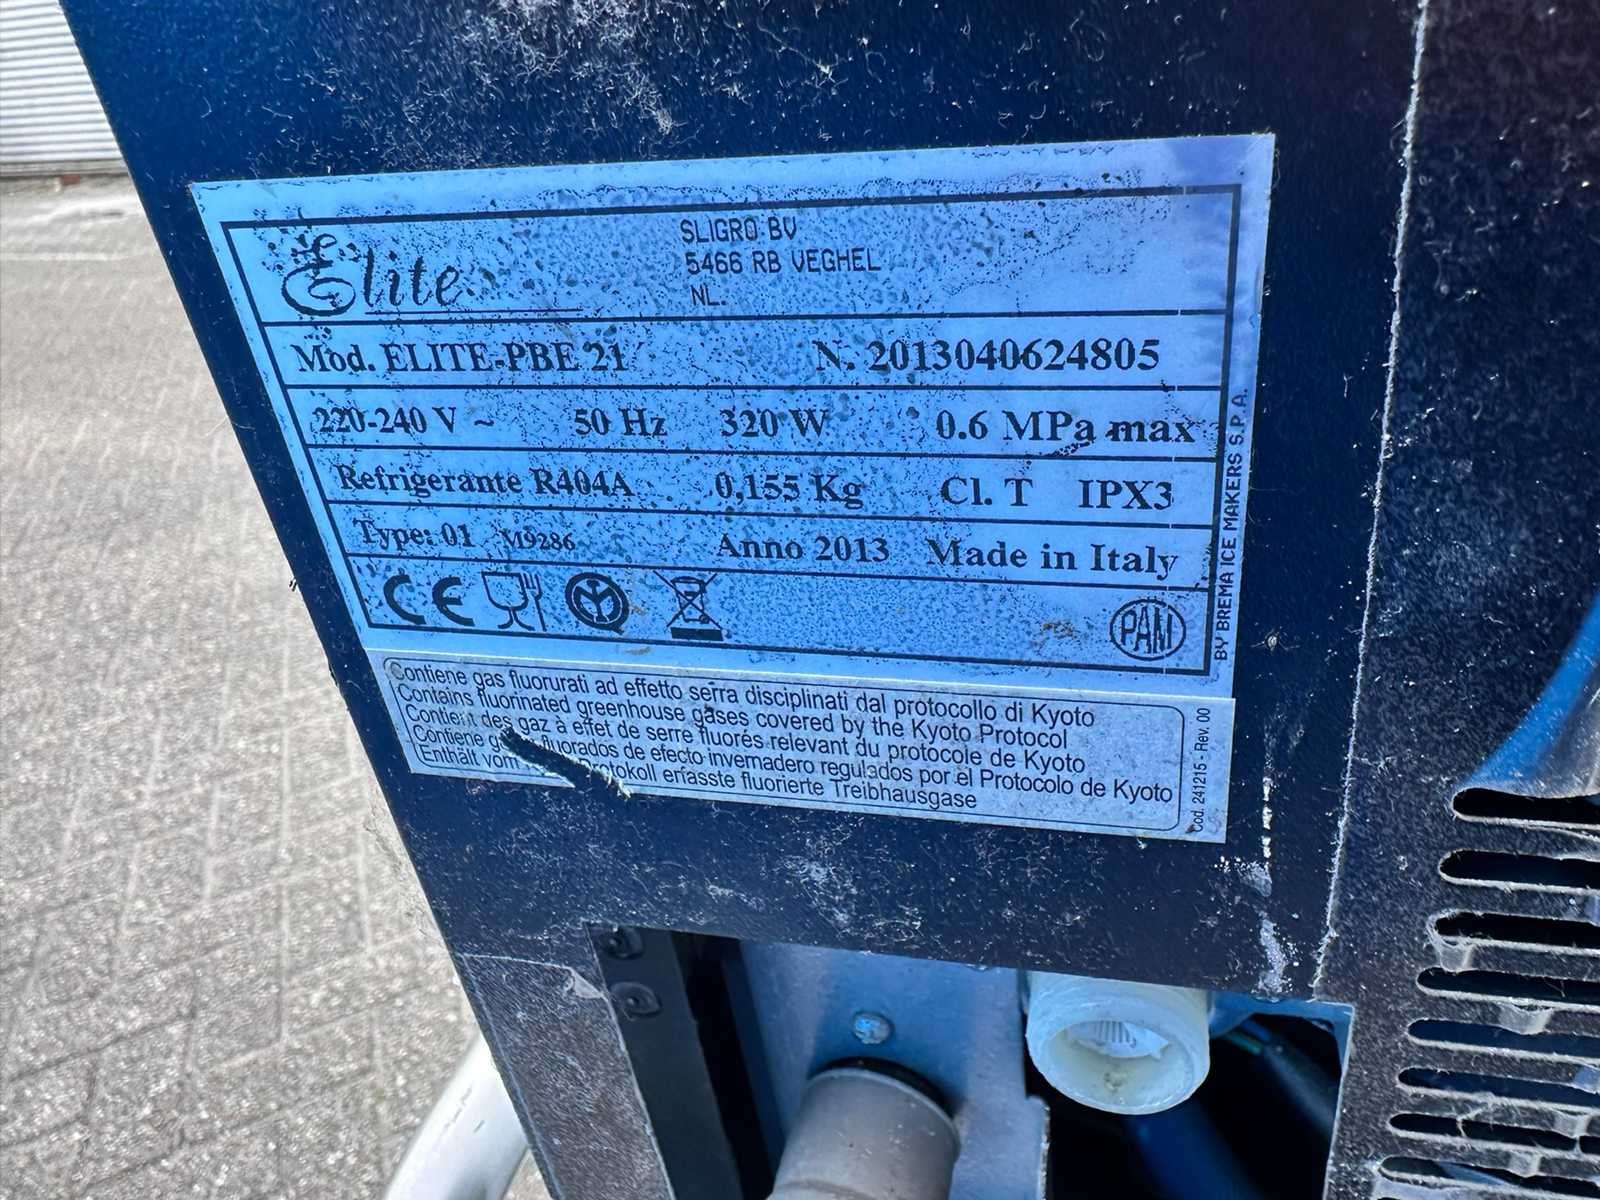 Elite
SLIGRO BV
5466 RB VEGHEL
NL.
Mod. ELITE-PBE 21 N. 2013040624805
220-240 V ~ 50 Hz 320 W 0.6 MPa max
Refrigerante R404A 0,155 Kg Cl. T IPX3
Type: 01 M9286 Anno 2013 Made in Italy
CE PAM
BY BREMA ICE MAKERS S.P.A.
Contiene gas fluorurati ad effetto serra disciplinati dal protocollo di Kyoto
Contains fluorinated greenhouse gases covered by the Kyoto Protocol
Contient des gaz à effet de serre fluorés relevant du protocole de Kyoto
Contiene fluorados de efecto invernadero regulados por el Protocolo de Kyoto
Enthält vom Protokoll erfasste fluorierte Treibhausgase
Cod. 241215 - Rev. 00